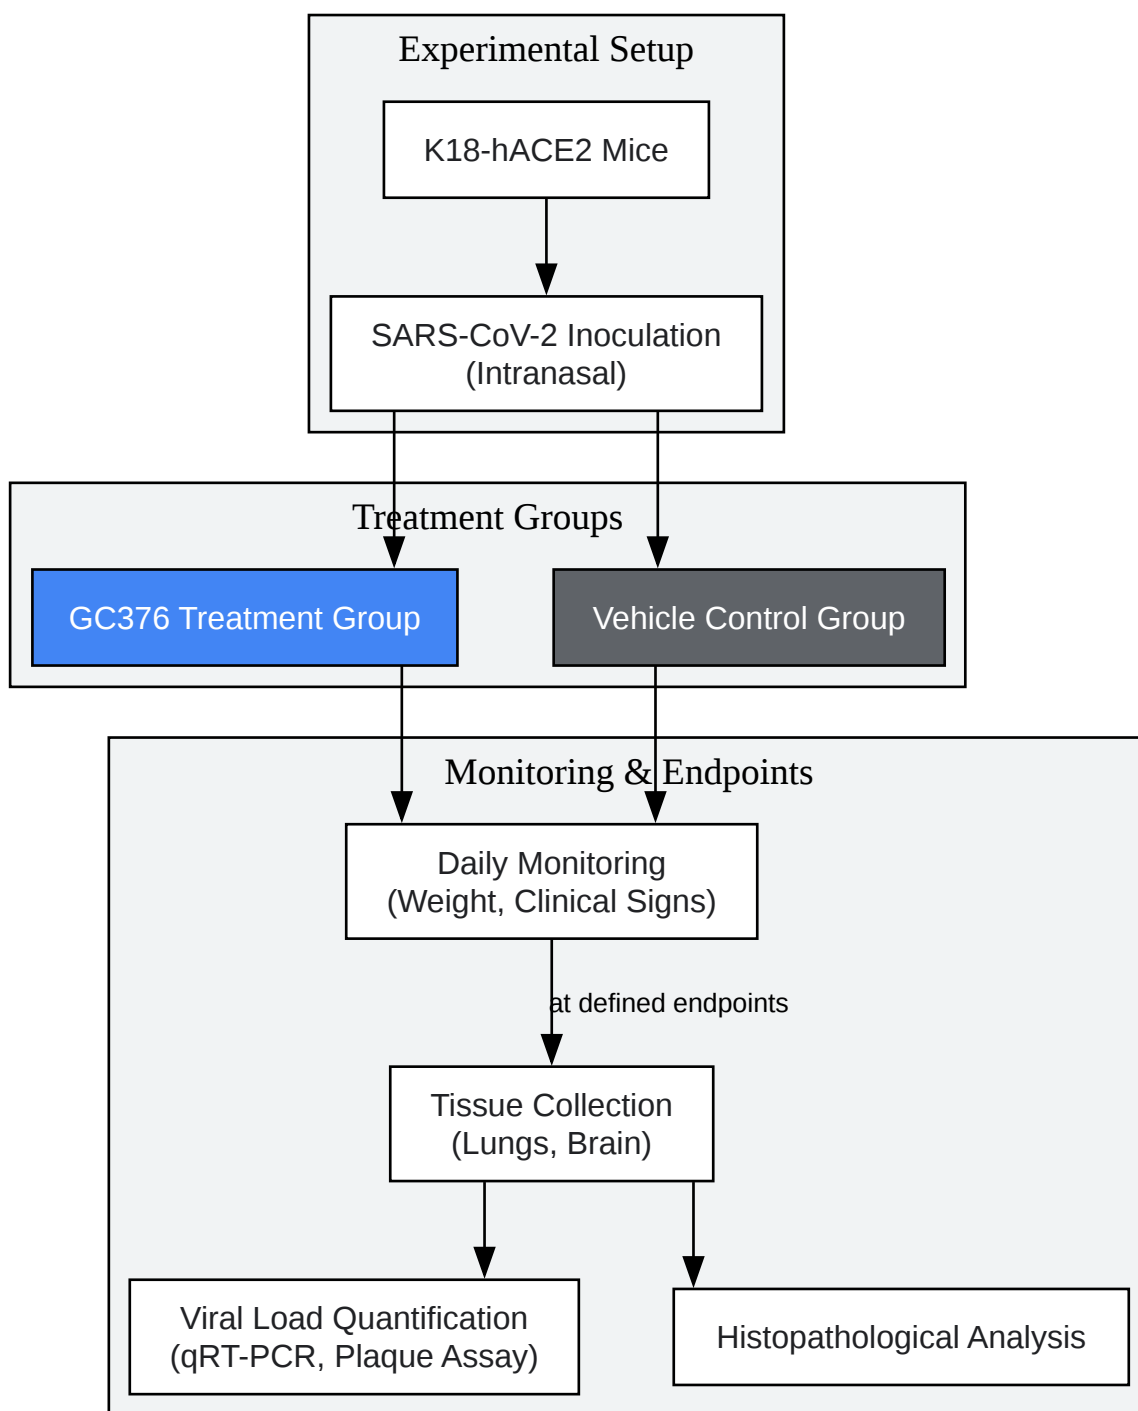 Experimental Setup
K18-hACE2 Mice
SARS-CoV-2 Inoculation
(Intranasal)
Treatment Groups
GC376 Treatment Group
Vehicle Control Group
Monitoring & Endpoints
Daily Monitoring
(Weight, Clinical Signs)
at defined endpoints
Tissue Collection
(Lungs, Brain)
Viral Load Quantification
(qRT-PCR, Plaque Assay)
Histopathological Analysis